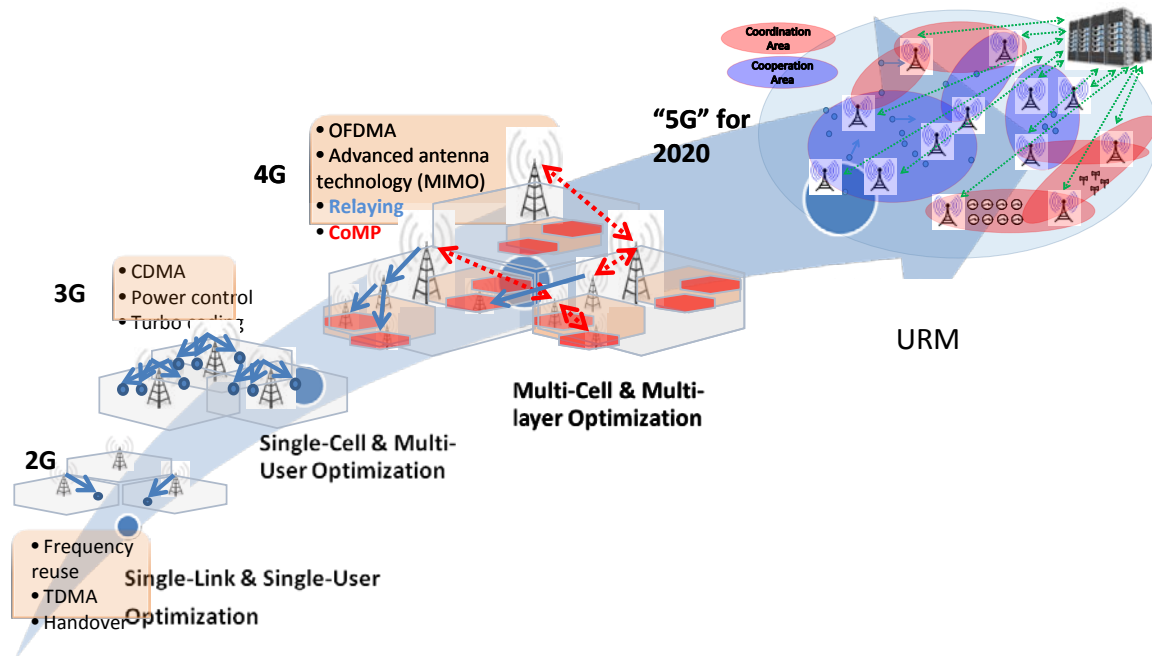 Coordination
Area
Cooperation
Area
"5G" for
2020
URM
4G
• OFDMA
• Advanced antenna
technology (MIMO)
• Relaying
• CoMP
Multi-Cell & Multi-
layer Optimization
3G
• CDMA
• Power control
• Turbo coding
Single-Cell & Multi-
User Optimization
2G
• Frequency
reuse
• TDMA
• Handover
Single-Link & Single-User
Optimization